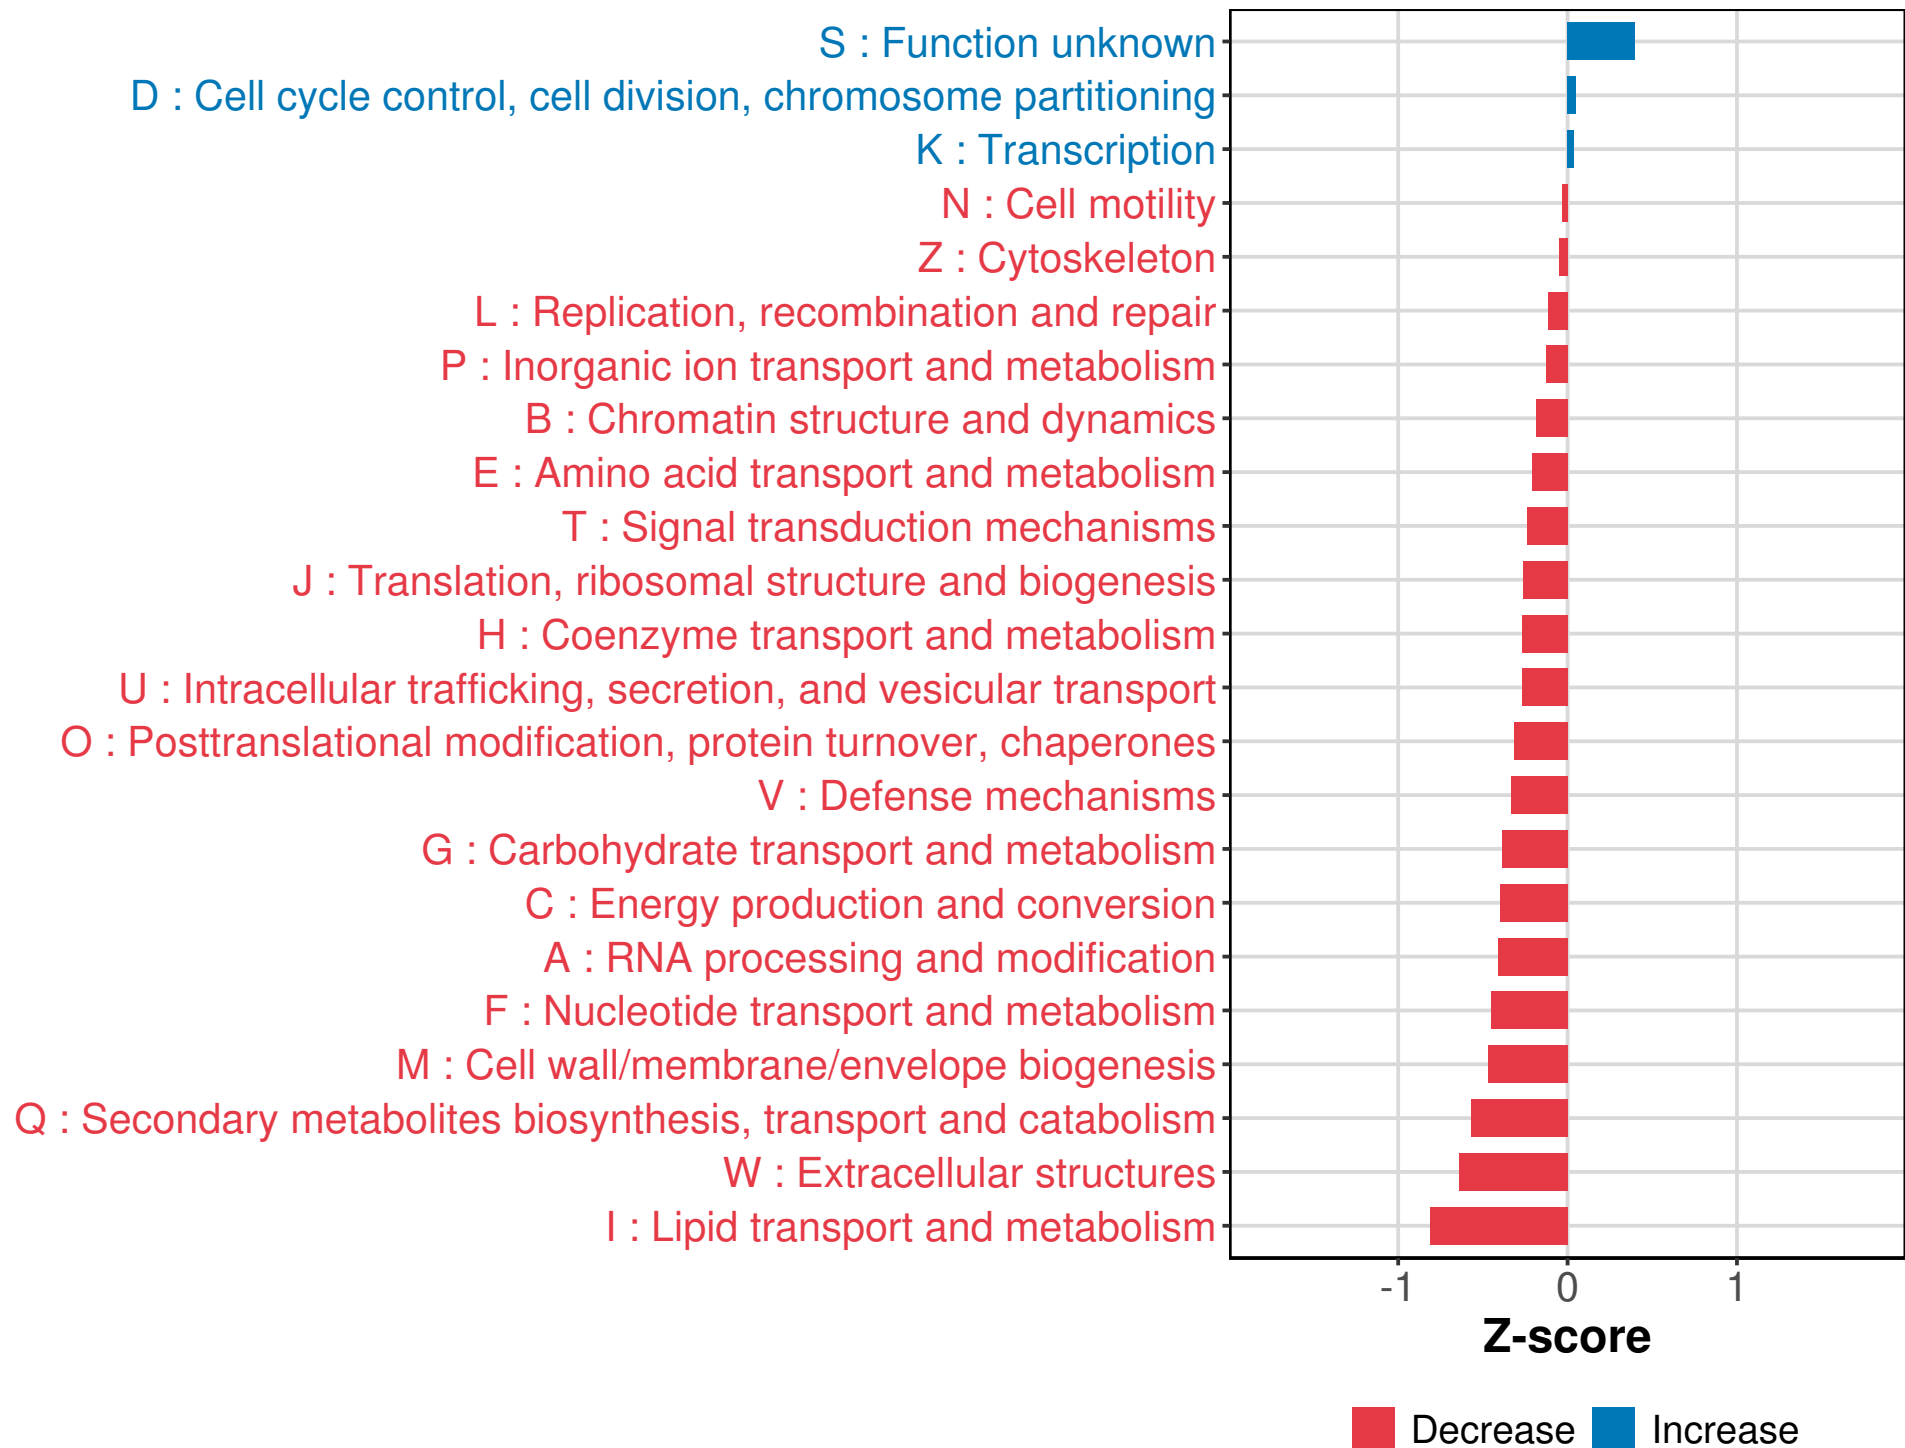 S : Function unknown
D : Cell cycle control, cell division, chromosome partitioning
K : Transcription
N : Cell motility
Z : Cytoskeleton
L : Replication, recombination and repair
P : Inorganic ion transport and metabolism
B : Chromatin structure and dynamics
E : Amino acid transport and metabolism
T : Signal transduction mechanisms
J : Translation, ribosomal structure and biogenesis
H : Coenzyme transport and metabolism
U : Intracellular trafficking, secretion, and vesicular transport
O : Posttranslational modification, protein turnover, chaperones
V : Defense mechanisms
G : Carbohydrate transport and metabolism
C : Energy production and conversion
A : RNA processing and modification
F : Nucleotide transport and metabolism
M : Cell wall/membrane/envelope biogenesis
Q : Secondary metabolites biosynthesis, transport and catabolism
W : Extracellular structures
I : Lipid transport and metabolism
-1 0 1
Z-score
Decrease Increase